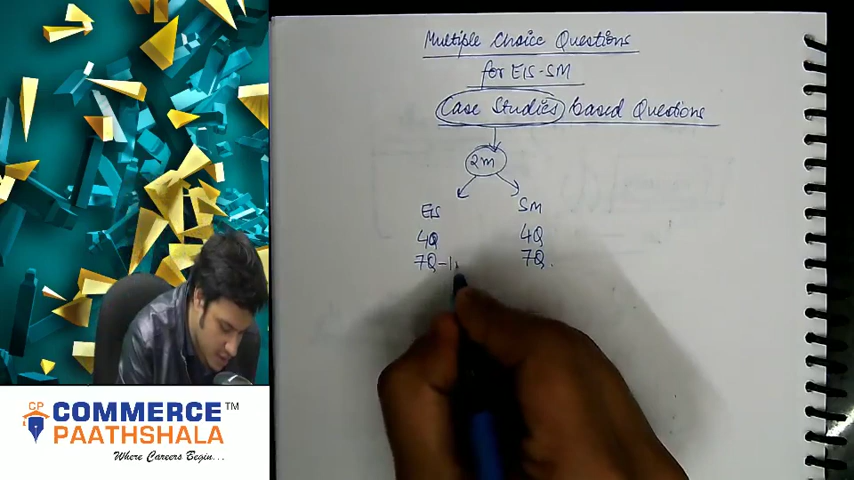 Multiple Choice Questions
for EIS-SM
Case Studies based Questions
2m
EIS SM
4Q 4Q
7Q-1 7Q.
CP
COMMERCE TM
PAATHSHALA
Where Careers Begin...